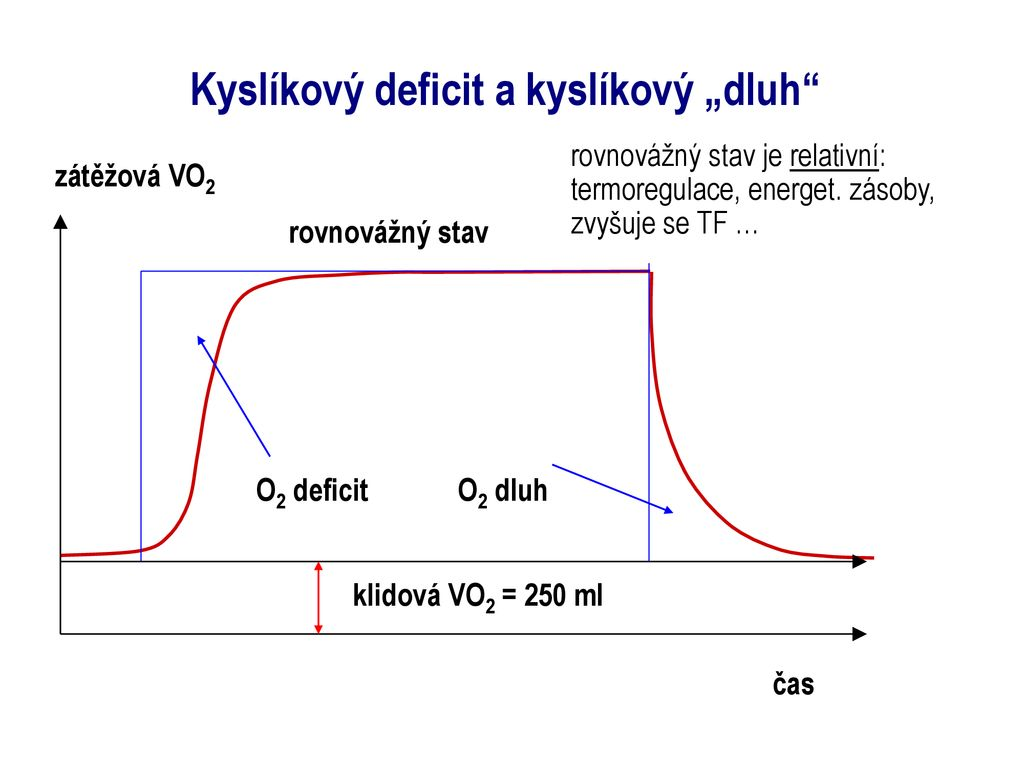 Kyslíkový deficit a kyslíkový „dluh“
rovnovážný stav je relativní:
termoregulace, energet. zásoby,
zvyšuje se TF …
zátěžová VO₂
rovnovážný stav
O₂ deficit
O₂ dluh
klidová VO₂ = 250 ml
čas